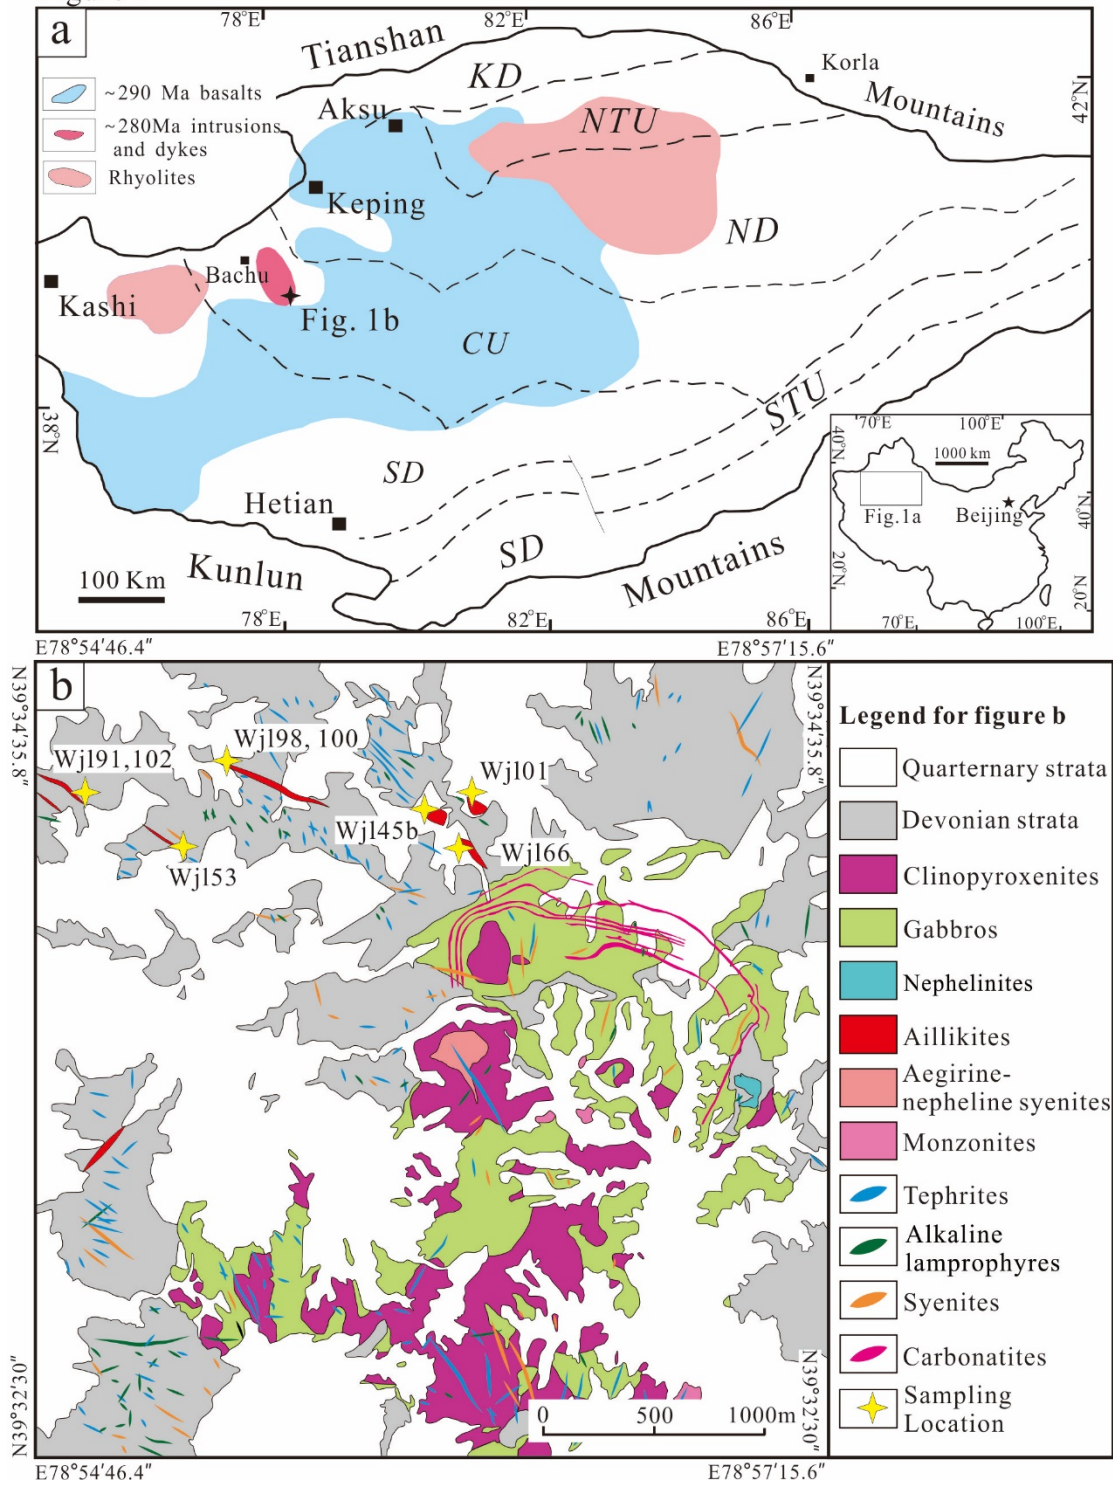 a
78°E
82°E
86°E
Tianshan
KD
Korla
Mountains
42°N
~290 Ma basalts
~280Ma intrusions
and dykes
Rhyolites
Aksu
NTU
Keping
ND
Bachu
Kashi
Fig. 1b
CU
STU
38°N
SD
Hetian
SD
Kunlun
Mountains
100 Km
78°E
82°E
86°E
70°E
100°E
40°N
1000 km
Fig.1a
Beijing
40°N
20°N
20°N
70°E
100°E
E78°54′46.4″
E78°57′15.6″
b
N39°34′35.8″
N39°34′35.8″
Wjl91,102
Wjl98, 100
Wjl01
Wjl45b
Wjl66
Wjl53
Legend for figure b
Quarternary strata
Devonian strata
Clinopyroxenites
Gabbros
Nephelinites
Aillikites
Aegirine-
nepheline syenites
Monzonites
Tephrites
Alkaline
lamprophyres
Syenites
Carbonatites
Sampling
Location
N39°32′30″
N39°32′30″
0
500
1000m
E78°54′46.4″
E78°57′15.6″